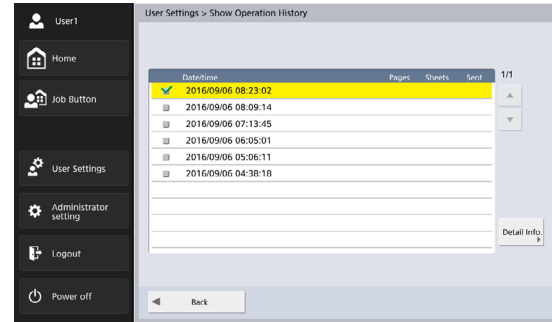 User1
Home
Job Button
User Settings
Administrator
setting
Logout
Power off
User Settings > Show Operation History
Date/time Pages Sheets Sent
2016/09/06 08:23:02
2016/09/06 08:09:14
2016/09/06 07:13:45
2016/09/06 06:05:01
2016/09/06 05:06:11
2016/09/06 04:38:18
1/1
Detail Info.
Back